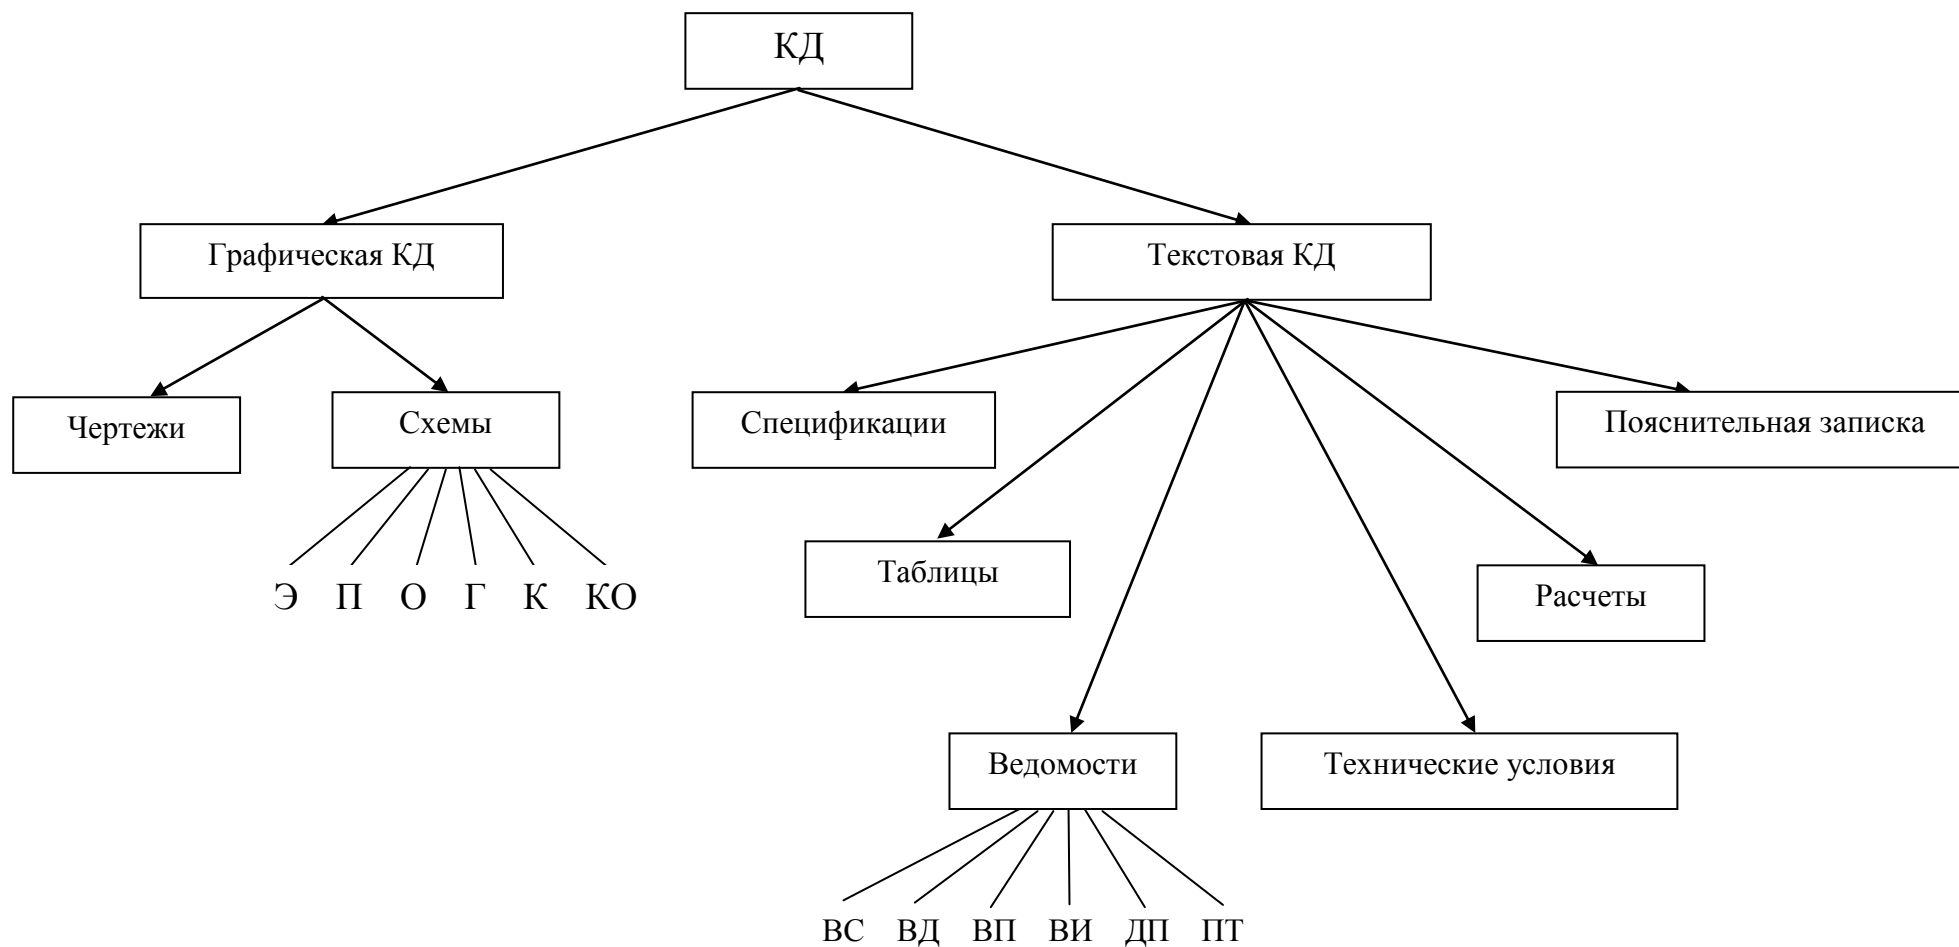 КД
Графическая КД
Текстовая КД
Чертежи
Схемы
Спецификации
Пояснительная записка
Таблицы
Расчеты
Э П О Г К КО
Ведомости
Технические условия
ВС ВД ВП ВИ ДП ПТ